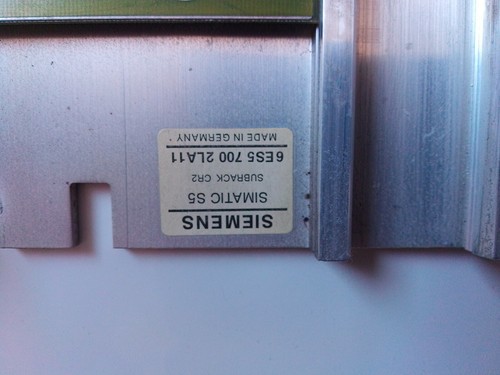 SIEMENS
SIMATIC S5
SUBRACK CR2
6ES5 700 2LA11
MADE IN GERMANY